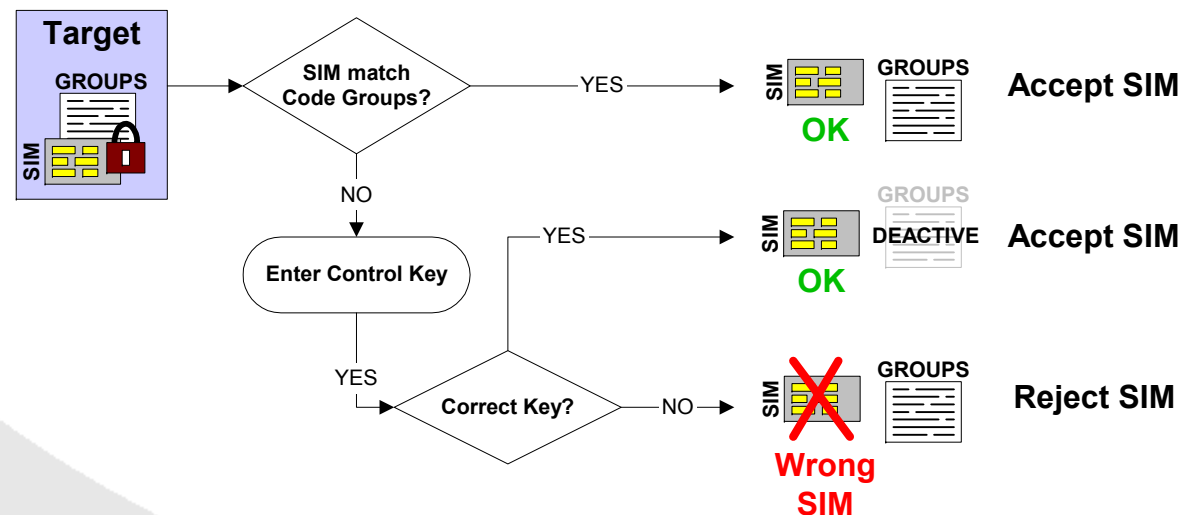 Target
GROUPS
SIM
SIM match
Code Groups?
YES
SIM
OK
GROUPS
Accept SIM
NO
Enter Control Key
YES
SIM
OK
GROUPS
DEACTIVE
Accept SIM
YES
Correct Key?
NO
SIM
Wrong
SIM
GROUPS
Reject SIM